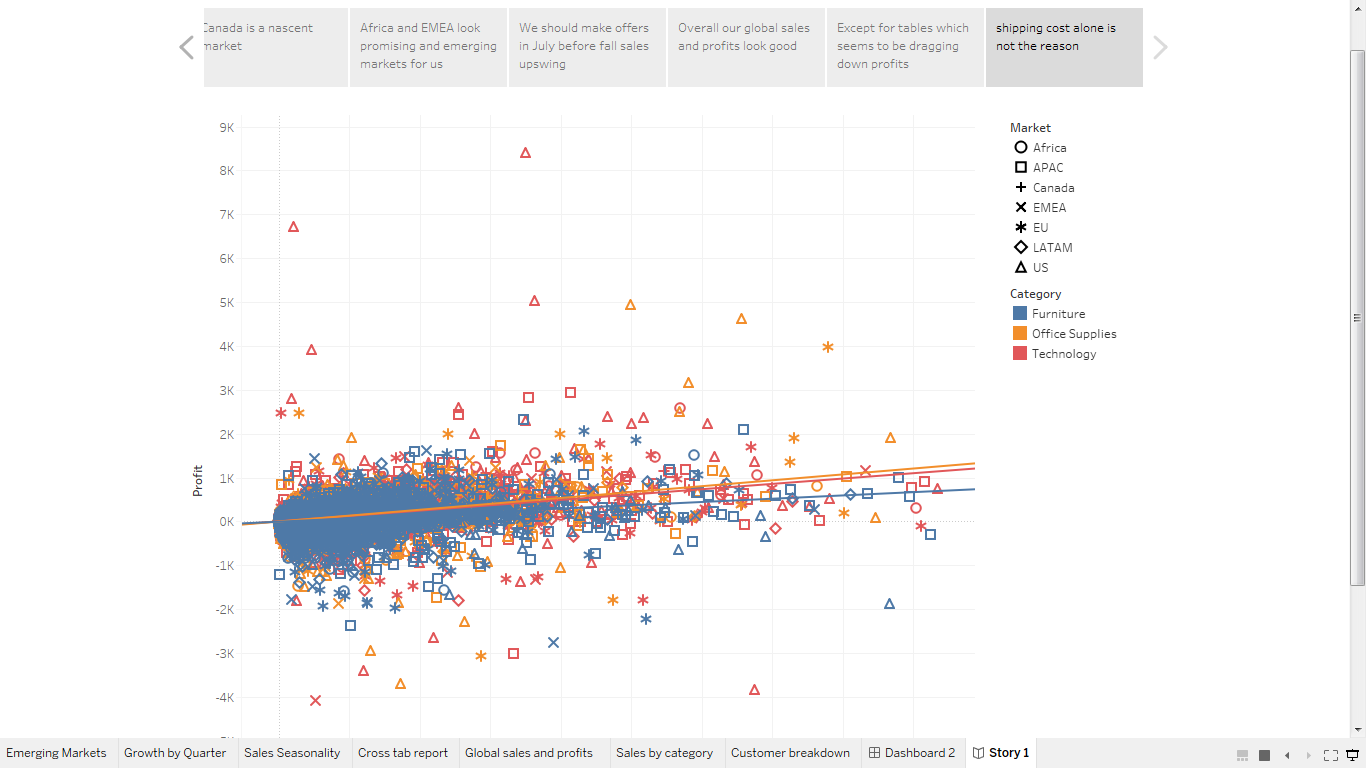 Canada is a nascent
market
Africa and EMEA look
promising and emerging
markets for us
We should make offers
in July before fall sales
upswing
Overall our global sales
and profits look good
Except for tables which
seems to be dragging
down profits
shipping cost alone is
not the reason
9K
8K
7K
6K
5K
4K
3K
2K
1K
0K
-1K
-2K
-3K
-4K
Profit
Market
Africa
APAC
Canada
EMEA
EU
LATAM
US
Category
Furniture
Office Supplies
Technology
Emerging Markets
Growth by Quarter
Sales Seasonality
Cross tab report
Global sales and profits
Sales by category
Customer breakdown
Dashboard 2
Story 1